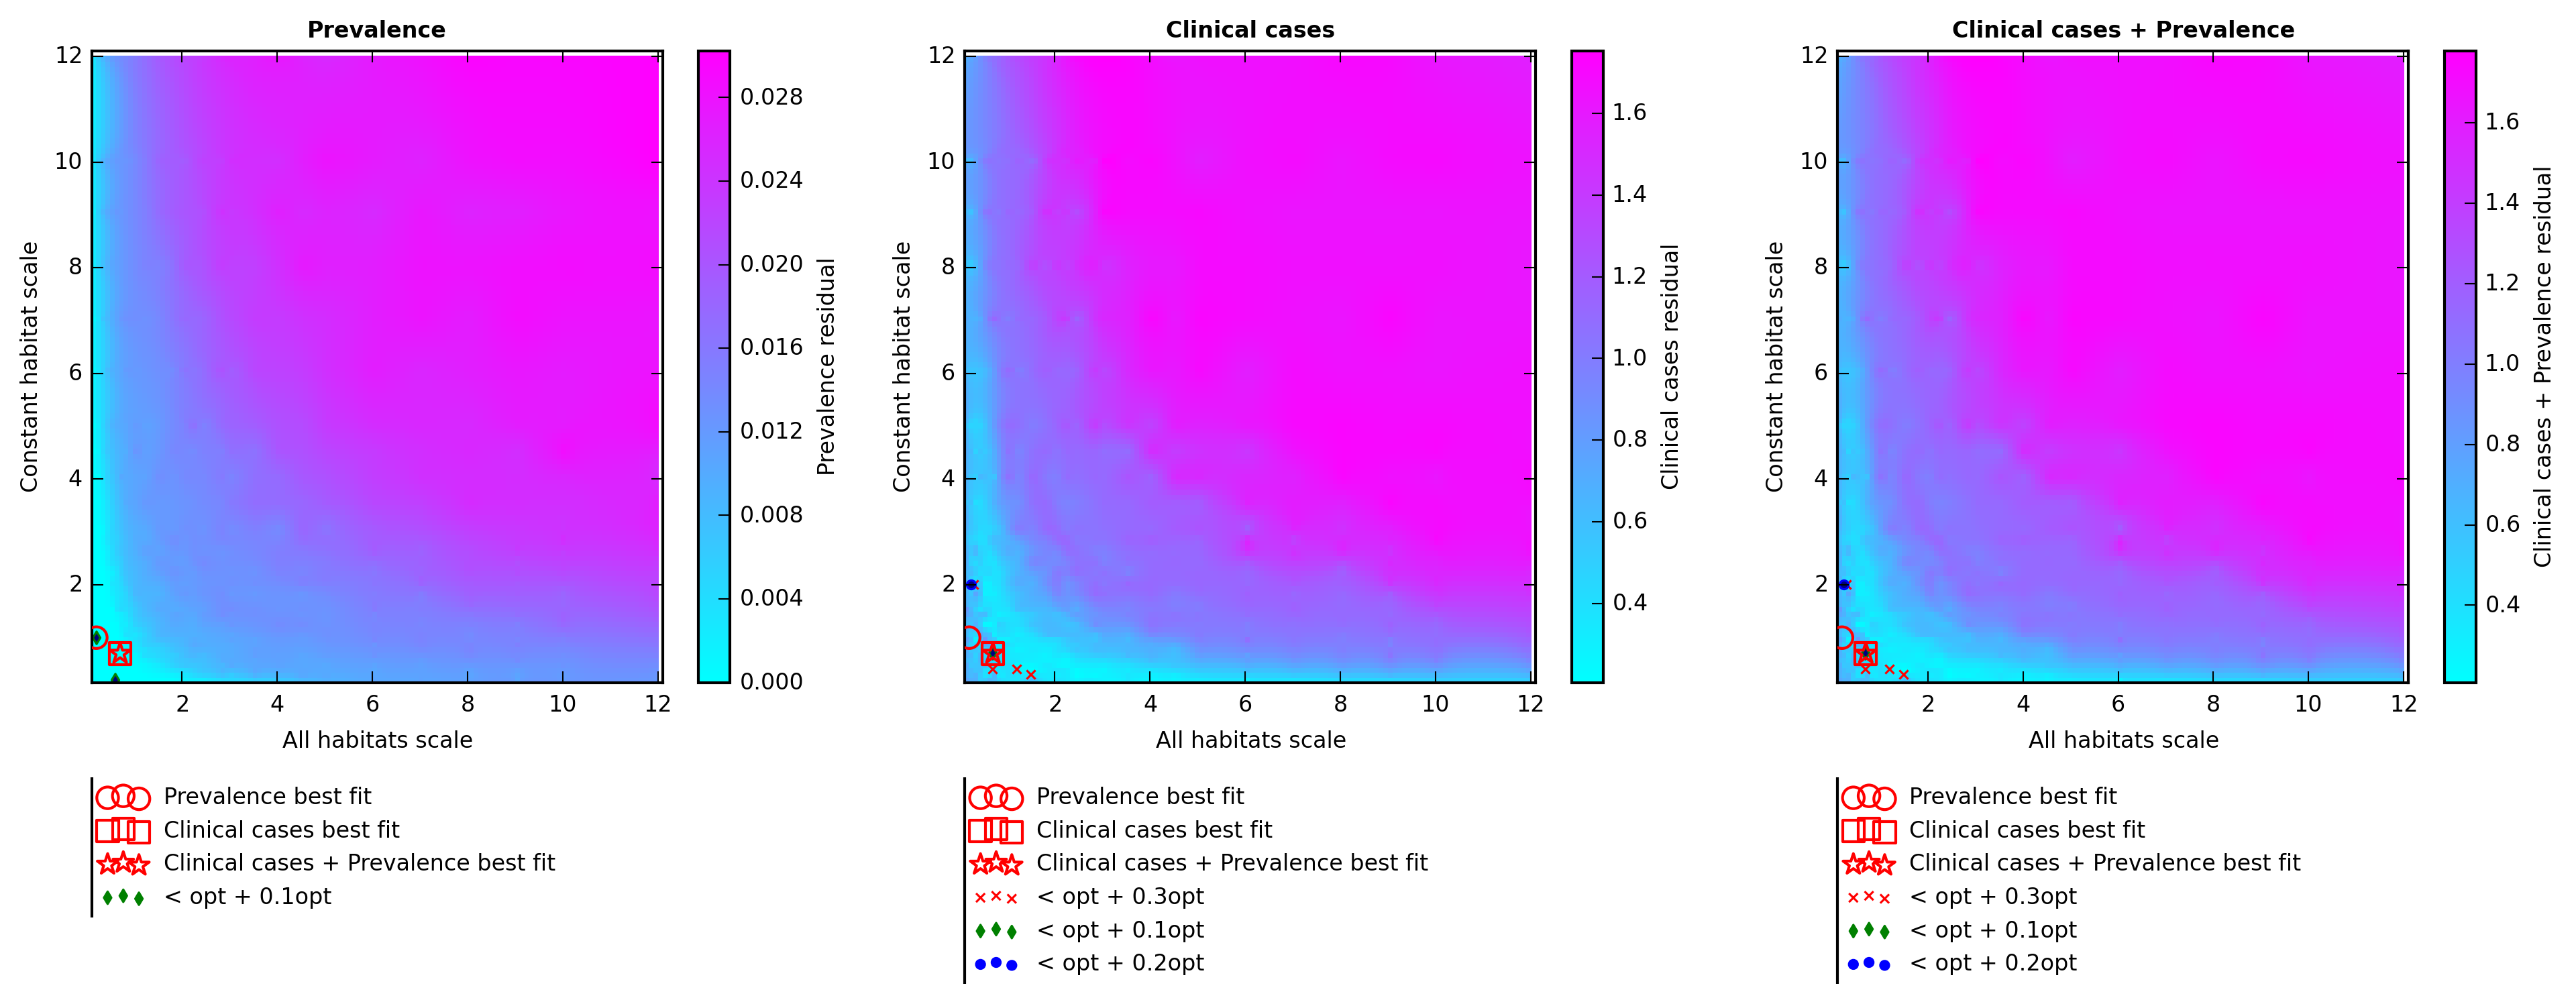 Prevalence
12
10
8
6
4
2
2 4 6 8 10 12
Constant habitat scale
All habitats scale
0.028
0.024
0.020
0.016
0.012
0.008
0.004
0.000
Prevalence residual
Prevalence best fit
Clinical cases best fit
Clinical cases + Prevalence best fit
< opt + 0.1opt
Clinical cases
12
10
8
6
4
2
2 4 6 8 10 12
Constant habitat scale
All habitats scale
1.6
1.4
1.2
1.0
0.8
0.6
0.4
Clinical cases residual
Prevalence best fit
Clinical cases best fit
Clinical cases + Prevalence best fit
< opt + 0.3opt
< opt + 0.1opt
< opt + 0.2opt
Clinical cases + Prevalence
12
10
8
6
4
2
2 4 6 8 10 12
Constant habitat scale
All habitats scale
1.6
1.4
1.2
1.0
0.8
0.6
0.4
Clinical cases + Prevalence residual
Prevalence best fit
Clinical cases best fit
Clinical cases + Prevalence best fit
< opt + 0.3opt
< opt + 0.1opt
< opt + 0.2opt